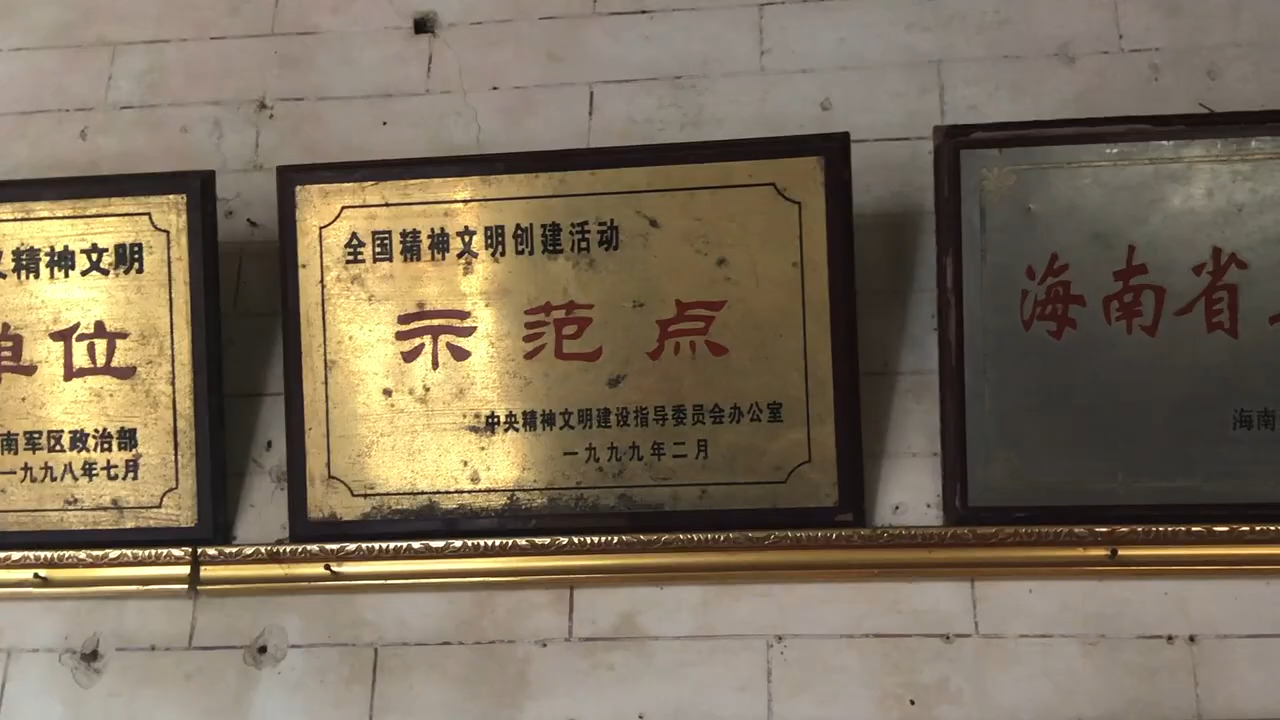 精神文明
单位
南军区政治部
一九九八年七月
全国精神文明创建活动
示范点
中央精神文明建设指导委员会办公室
一九九九年二月
海南省
海南